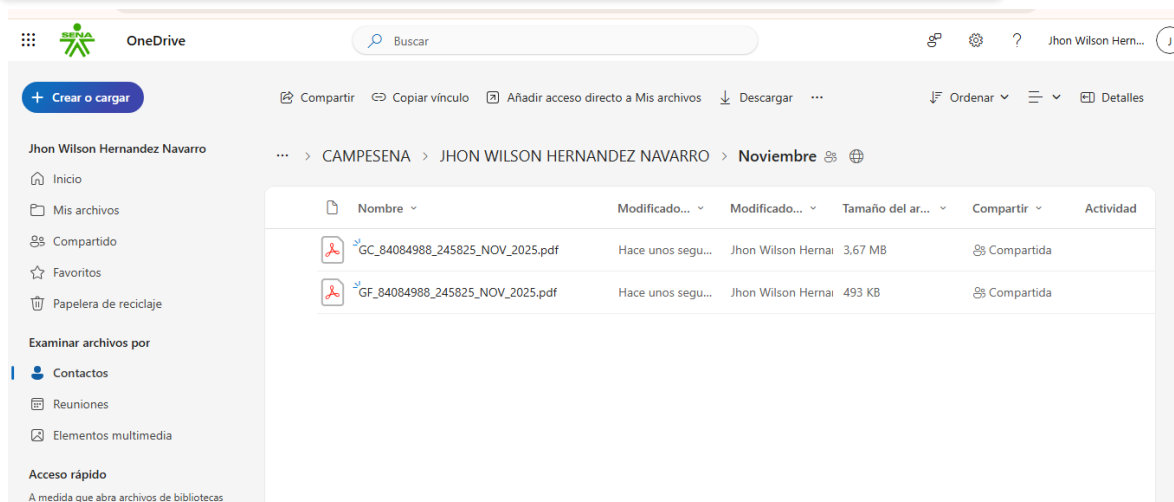 SENA
OneDrive
Buscar
Jhon Wilson Hern...
Crear o cargar
Compartir
Copiar vínculo
Añadir acceso directo a Mis archivos
Descargar
...
Ordenar
Detalles
Jhon Wilson Hernandez Navarro
Inicio
Mis archivos
Compartido
Favoritos
Papelera de reciclaje
Examinar archivos por
Contactos
Reuniones
Elementos multimedia
Acceso rápido
A medida que abra archivos de bibliotecas
... > CAMPESENA > JHON WILSON HERNANDEZ NAVARRO > Noviembre
Nombre Modificado... Modificado... Tamaño del ar... Compartir Actividad
GC_84084988_245825_NOV_2025.pdf Hace unos segu... Jhon Wilson Hernar 3,67 MB Compartida
GF_84084988_245825_NOV_2025.pdf Hace unos segu... Jhon Wilson Hernar 493 KB Compartida